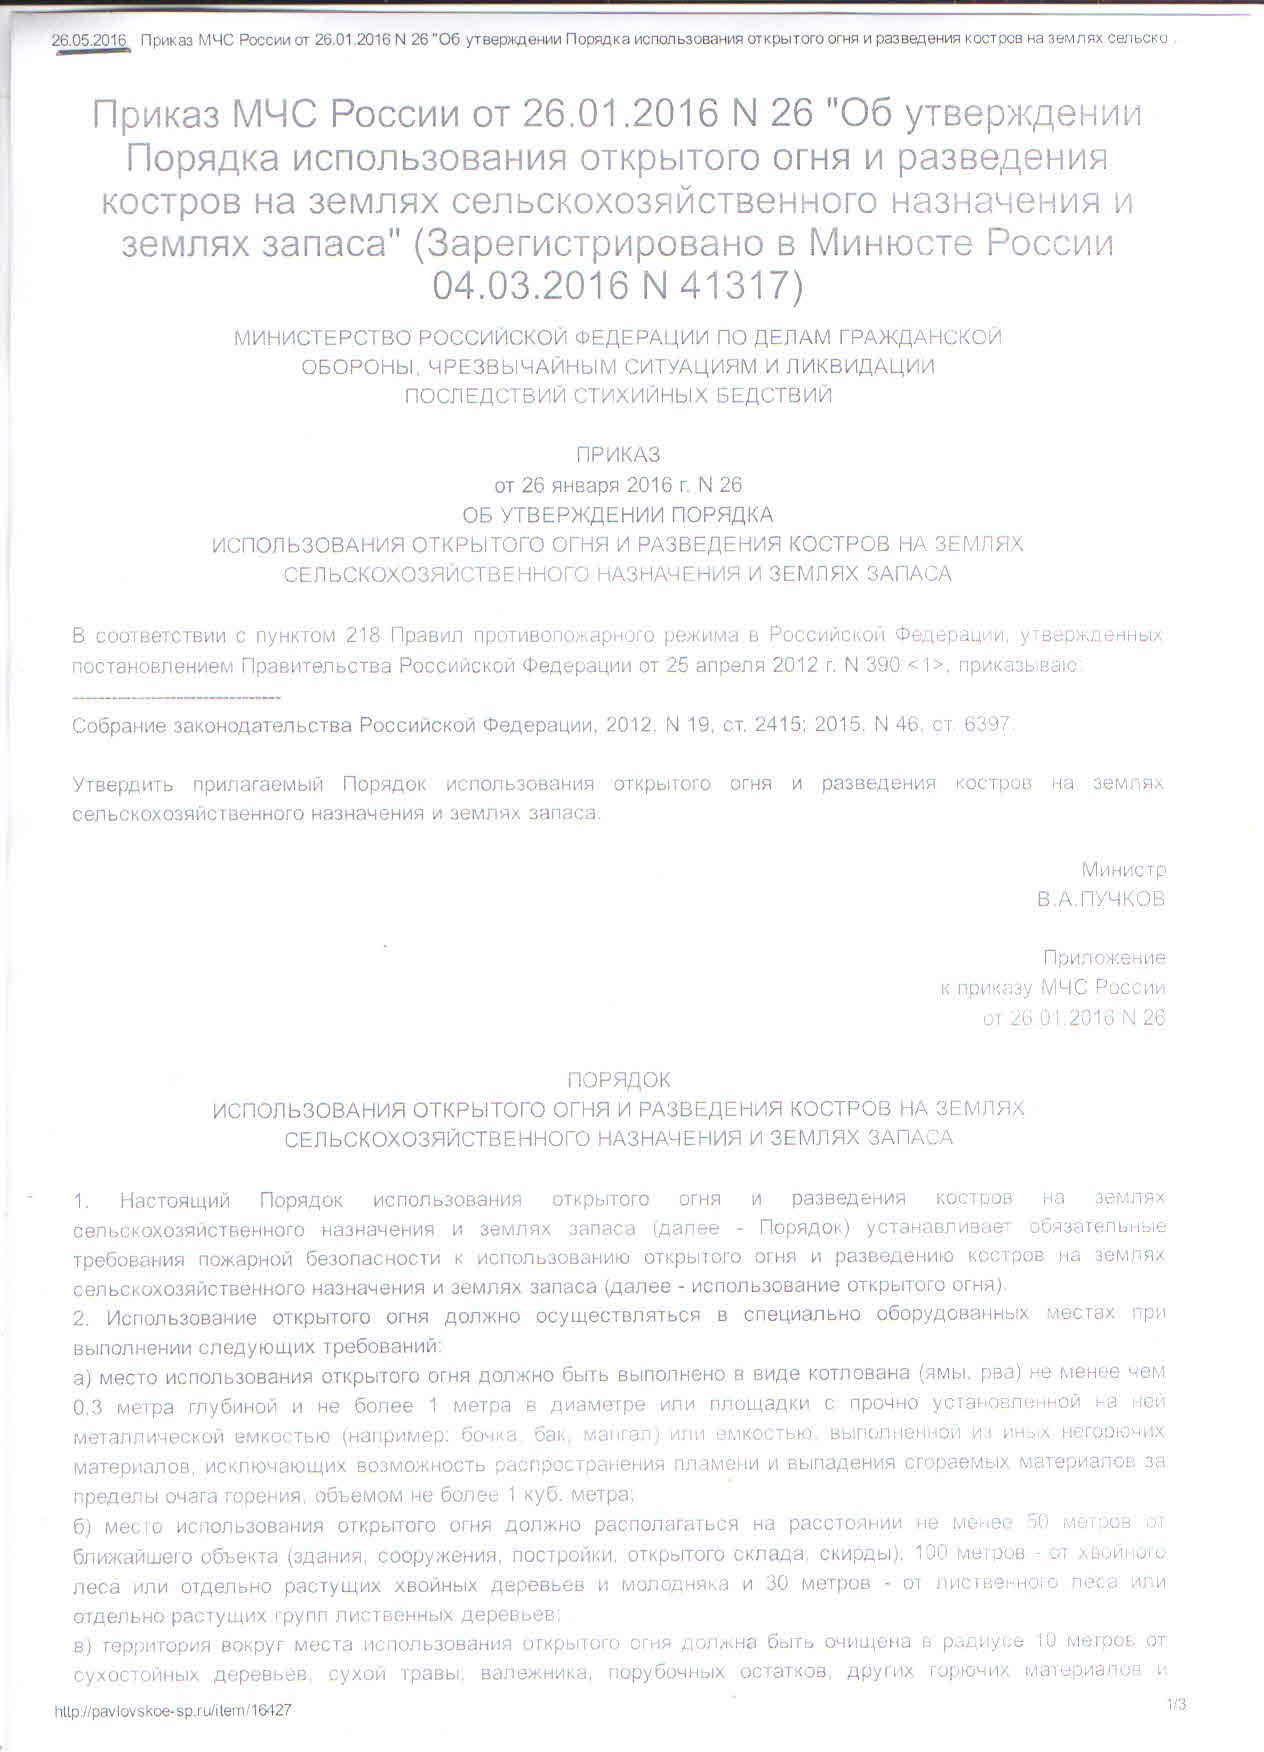 26.05.2016 Приказ МЧС России от 26.01.2016 N 26 "Об утверждении Порядка использования открытого огня и разведения костров на землях сельско ...
Приказ МЧС России от 26.01.2016 N 26 "Об утверждении
Порядка использования открытого огня и разведения
костров на землях сельскохозяйственного назначения и
землях запаса" (Зарегистрировано в Минюсте России
04.03.2016 N 41317)
МИНИСТЕРСТВО РОССИЙСКОЙ ФЕДЕРАЦИИ ПО ДЕЛАМ ГРАЖДАНСКОЙ
ОБОРОНЫ, ЧРЕЗВЫЧАЙНЫМ СИТУАЦИЯМ И ЛИКВИДАЦИИ
ПОСЛЕДСТВИЙ СТИХИЙНЫХ БЕДСТВИЙ
ПРИКАЗ
от 26 января 2016 г. N 26
ОБ УТВЕРЖДЕНИИ ПОРЯДКА
ИСПОЛЬЗОВАНИЯ ОТКРЫТОГО ОГНЯ И РАЗВЕДЕНИЯ КОСТРОВ НА ЗЕМЛЯХ
СЕЛЬСКОХОЗЯЙСТВЕННОГО НАЗНАЧЕНИЯ И ЗЕМЛЯХ ЗАПАСА
В соответствии с пунктом 218 Правил противопожарного режима в Российской Федерации, утвержденных
постановлением Правительства Российской Федерации от 25 апреля 2012 г. N 390 <1>, приказываю:
--------------------------------
Собрание законодательства Российской Федерации, 2012, N 19, ст. 2415; 2015, N 46, ст. 6397.
Утвердить прилагаемый Порядок использования открытого огня и разведения костров на землях
сельскохозяйственного назначения и землях запаса.
Министр
В.А.ПУЧКОВ
Приложение
к приказу МЧС России
от 26.01.2016 N 26
ПОРЯДОК
ИСПОЛЬЗОВАНИЯ ОТКРЫТОГО ОГНЯ И РАЗВЕДЕНИЯ КОСТРОВ НА ЗЕМЛЯХ
СЕЛЬСКОХОЗЯЙСТВЕННОГО НАЗНАЧЕНИЯ И ЗЕМЛЯХ ЗАПАСА
1. Настоящий Порядок использования открытого огня и разведения костров на землях
сельскохозяйственного назначения и землях запаса (далее - Порядок) устанавливает обязательные
требования пожарной безопасности к использованию открытого огня и разведению костров на землях
сельскохозяйственного назначения и землях запаса (далее - использование открытого огня).
2. Использование открытого огня должно осуществляться в специально оборудованных местах при
выполнении следующих требований:
а) место использования открытого огня должно быть выполнено в виде котлована (ямы, рва) не менее чем
0,3 метра глубиной и не более 1 метра в диаметре или площадки с прочно установленной на ней
металлической емкостью (например: бочка, бак, мангал) или емкостью, выполненной из иных негорючих
материалов, исключающих возможность распространения пламени и выпадения сгораемых материалов за
пределы очага горения, объемом не более 1 куб. метра;
б) место использования открытого огня должно располагаться на расстоянии не менее 50 метров от
ближайшего объекта (здания, сооружения, постройки, открытого склада, скирды), 100 метров - от хвойного
леса или отдельно растущих хвойных деревьев и молодняка и 30 метров - от лиственного леса или
отдельно растущих групп лиственных деревьев;
в) территория вокруг места использования открытого огня должна быть очищена в радиусе 10 метров от
сухостойных деревьев, сухой травы, валежника, порубочных остатков, других горючих материалов и
http://pavlovskoe-sp.ru/item/16427 1/3